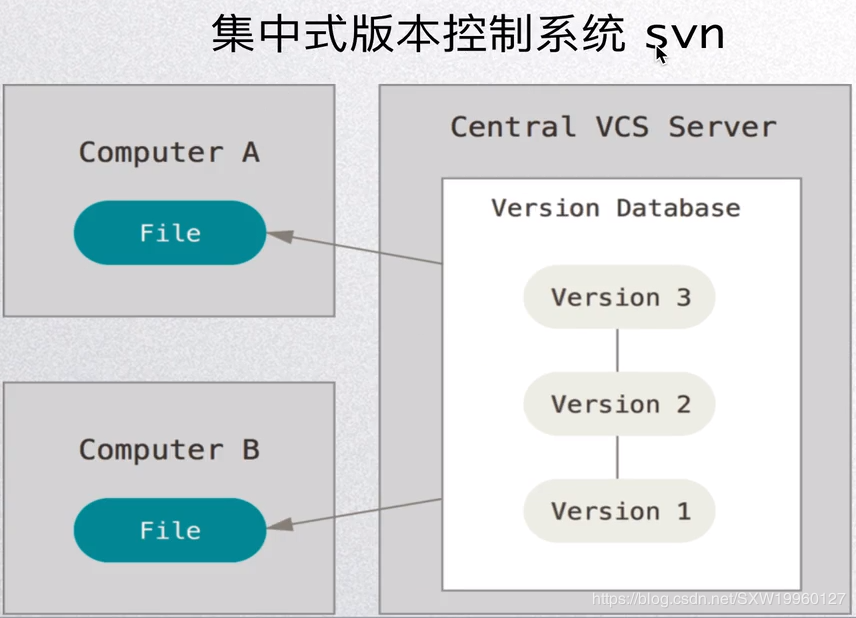 集中式版本控制系统 svn
Computer A
File
Computer B
File
Central VCS Server
Version Database
Version 3
Version 2
Version 1
https://blog.csdn.net/SXW19960127